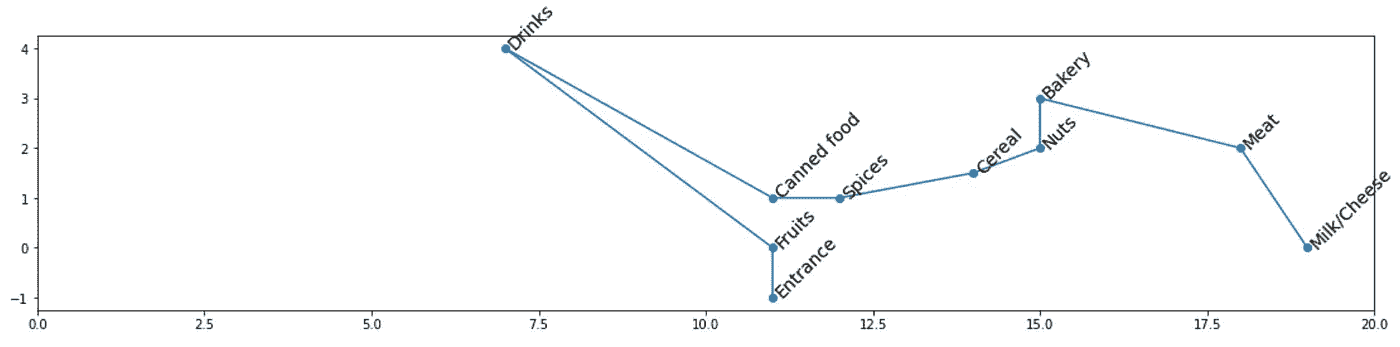 Drinks
4
Bakery
3
Canned food
Spices
Cereal
Nuts
Meat
2
1
Fruits
Milk/Cheese
0
Entrance
−1
0.0 2.5 5.0 7.5 10.0 12.5 15.0 17.5 20.0